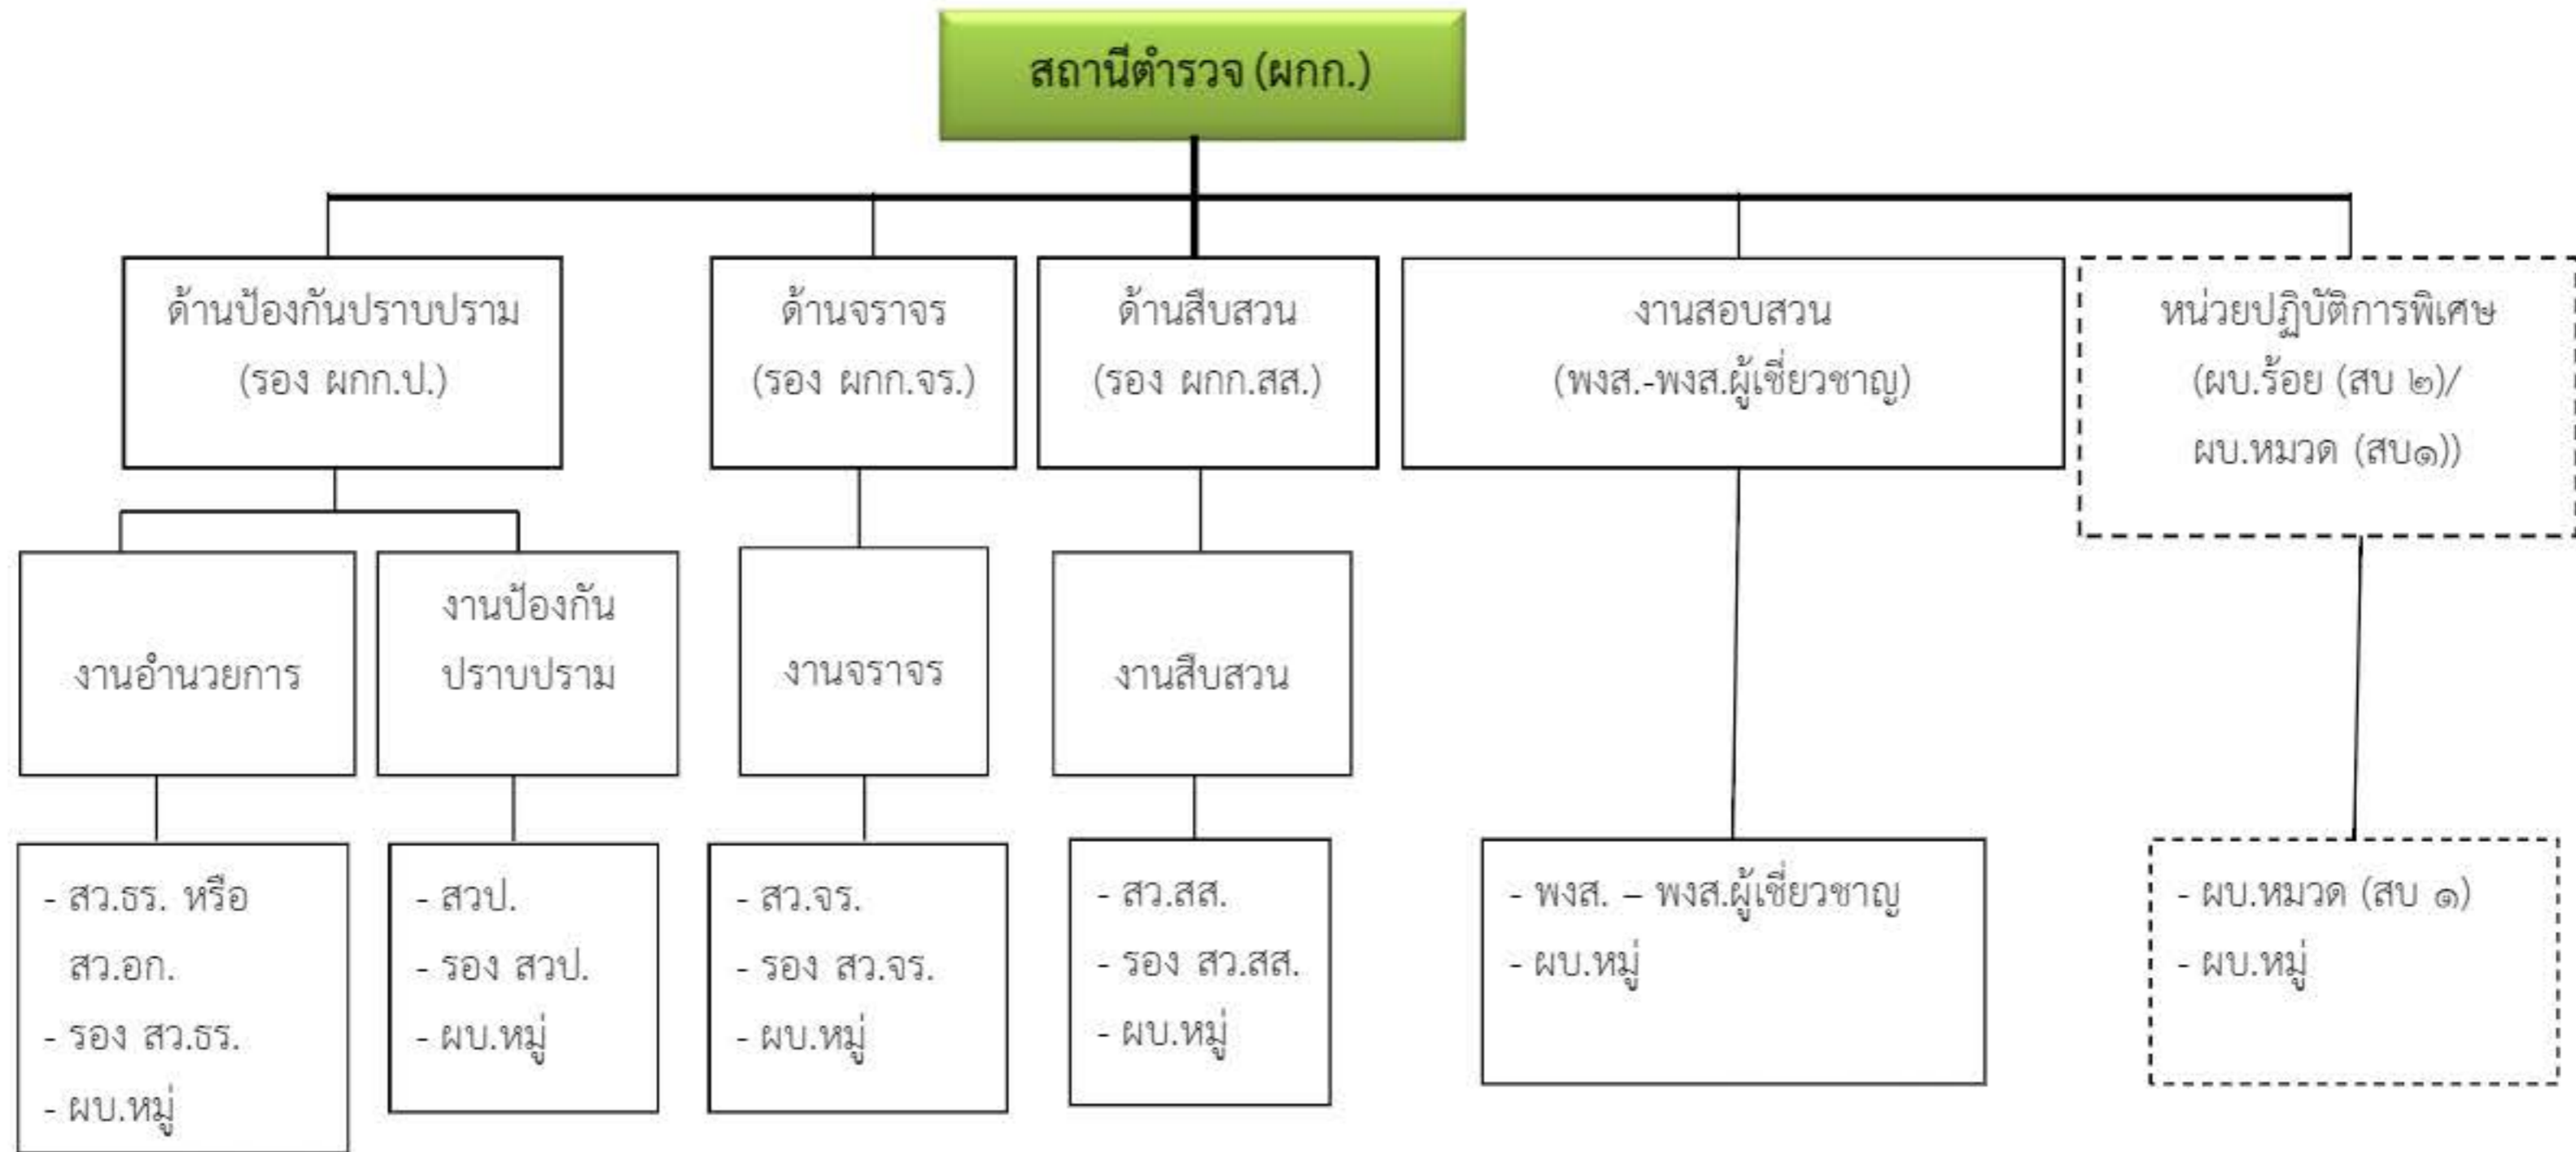 สถานีตำรวจ (ผกก.)
ด้านป้องกันปราบปราม
(รอง ผกก.ป.)
ด้านจราจร
(รอง ผกก.จร.)
ด้านสืบสวน
(รอง ผกก.สส.)
งานสอบสวน
(พงส.-พงส.ผู้เชี่ยวชาญ)
หน่วยปฏิบัติการพิเศษ
(ผบ.ร้อย (สบ ๒)/
ผบ.หมวด (สบ๑))
งานอำนวยการ
งานป้องกัน
ปราบปราม
งานจราจร
งานสืบสวน
- สว.ธร. หรือ
สว.อก.
- รอง สว.ธร.
- ผบ.หมู่
- สวป.
- รอง สวป.
- ผบ.หมู่
- สว.จร.
- รอง สว.จร.
- ผบ.หมู่
- สว.สส.
- รอง สว.สส.
- ผบ.หมู่
- พงส. – พงส.ผู้เชี่ยวชาญ
- ผบ.หมู่
- ผบ.หมวด (สบ ๑)
- ผบ.หมู่